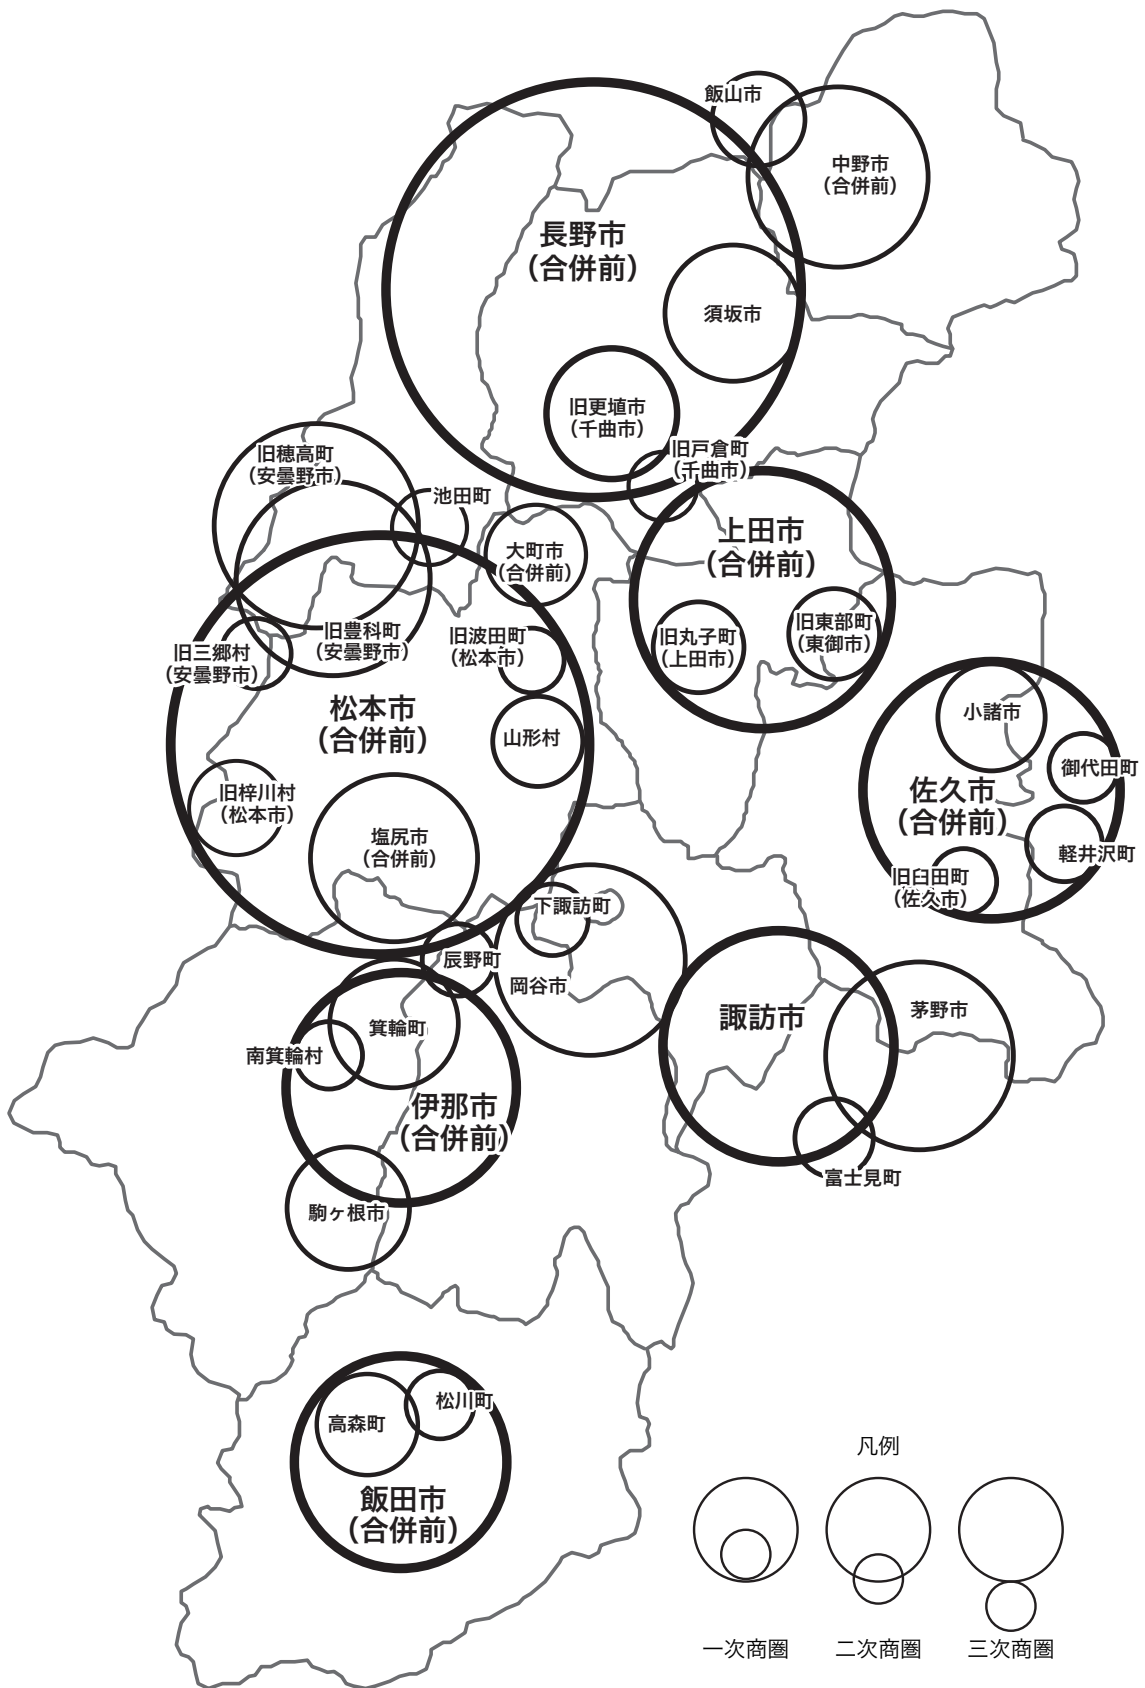 飯山市
中野市
（合併前）
長野市
（合併前）
須坂市
旧更埴市
（千曲市）
旧戸倉町
（千曲市）
旧穂高町
（安曇野市）
池田町
大町市
（合併前）
上田市
（合併前）
旧丸子町
（上田市）
旧東部町
（東御市）
旧豊科町
（安曇野市）
旧三郷村
（安曇野市）
旧波田町
（松本市）
松本市
（合併前）
山形村
旧梓川村
（松本市）
塩尻市
（合併前）
小諸市
御代田町
佐久市
（合併前）
軽井沢町
旧臼田町
（佐久市）
下諏訪町
岡谷市
辰野町
諏訪市
茅野市
富士見町
箕輪町
南箕輪村
伊那市
（合併前）
駒ヶ根市
松川町
高森町
飯田市
（合併前）
凡例
一次商圏
二次商圏
三次商圏